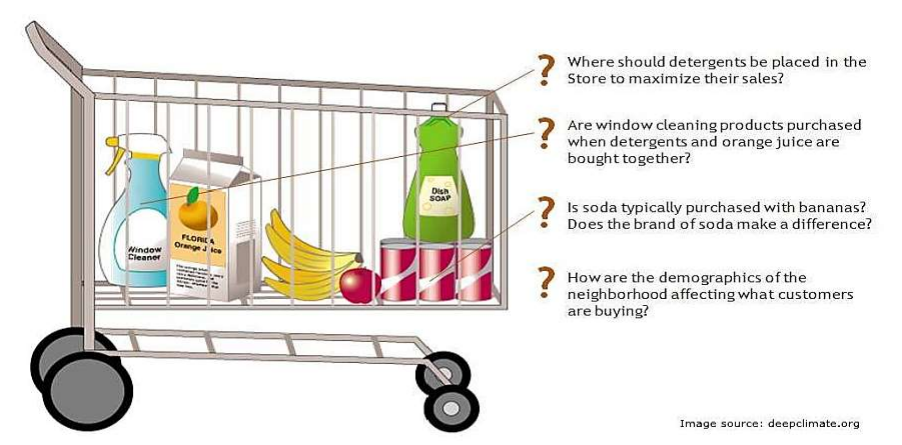 ? Where should detergents be placed in the
Store to maximize their sales?
? Are window cleaning products purchased
when detergents and orange juice are
bought together?
? Is soda typically purchased with bananas?
Does the brand of soda make a difference?
? How are the demographics of the
neighborhood affecting what customers
are buying?
Window
Cleaner
FLORIDA
Orange Juice
Dish
SOAP
Image source: deepclimate.org